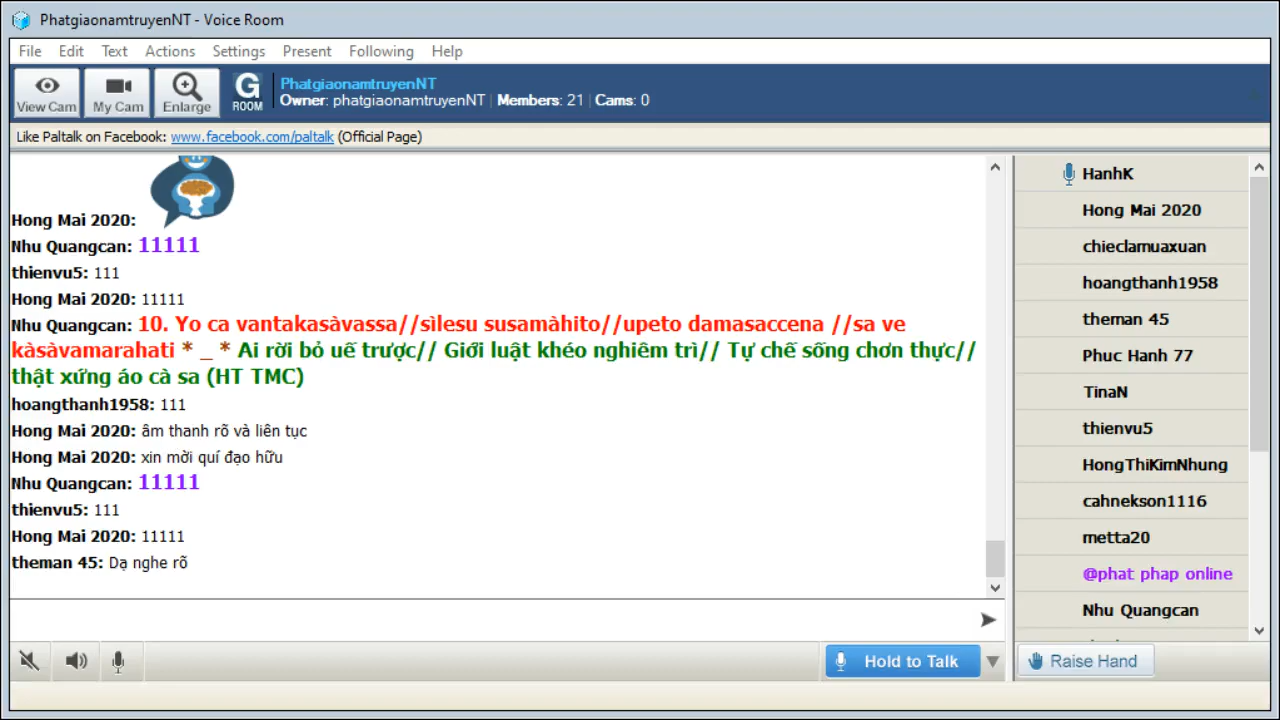 PhatgiaonamtruyenNT - Voice Room
File Edit Text Actions Settings Present Following Help
View Cam My Cam Enlarge G ROOM
PhatgiaonamtruyenNT
Owner: phatgiaonamtruyenNT | Members: 21 | Cams: 0
Like Paltalk on Facebook: www.facebook.com/paltalk (Official Page)
Hong Mai 2020:
Nhu Quangcan: 11111
thienvu5: 111
Hong Mai 2020: 11111
Nhu Quangcan: 10. Yo ca vantakasàvassa//sìlesu susamàhito//upeto damasaccena //sa ve
kàsàvamarahati * _ * Ai rời bỏ uế trược// Giới luật khéo nghiêm trì// Tự chế sống chơn thực//
thật xứng áo cà sa (HT TMC)
hoangthanh1958: 111
Hong Mai 2020: âm thanh rõ và liên tục
Hong Mai 2020: xin mời quí đạo hữu
Nhu Quangcan: 11111
thienvu5: 111
Hong Mai 2020: 11111
theman 45: Dạ nghe rõ
Hold to Talk
HanhK
Hong Mai 2020
chieclamuaxuan
hoangthanh1958
theman 45
Phuc Hanh 77
TinaN
thienvu5
HongThiKimNhung
cahnekson1116
metta20
@phat phap online
Nhu Quangcan
Raise Hand